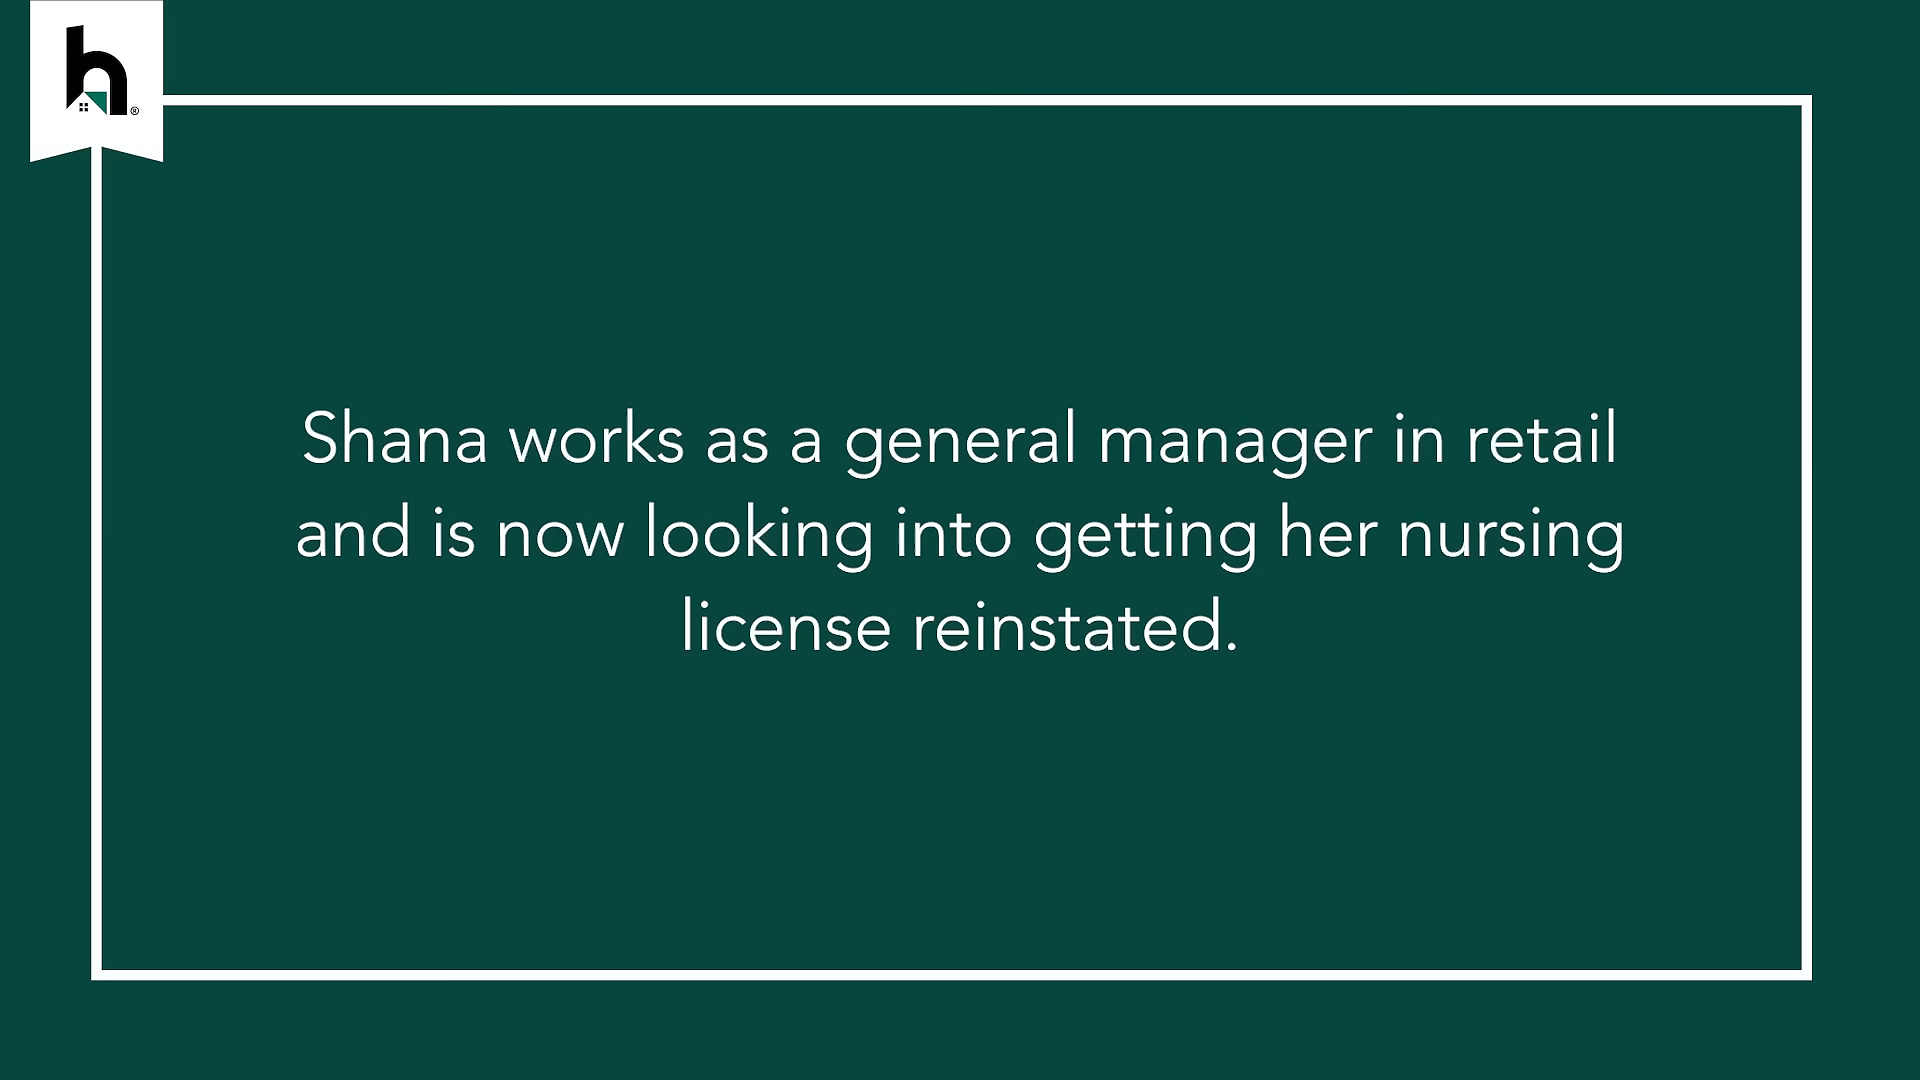 h®
Shana works as a general manager in retail
and is now looking into getting her nursing
license reinstated.